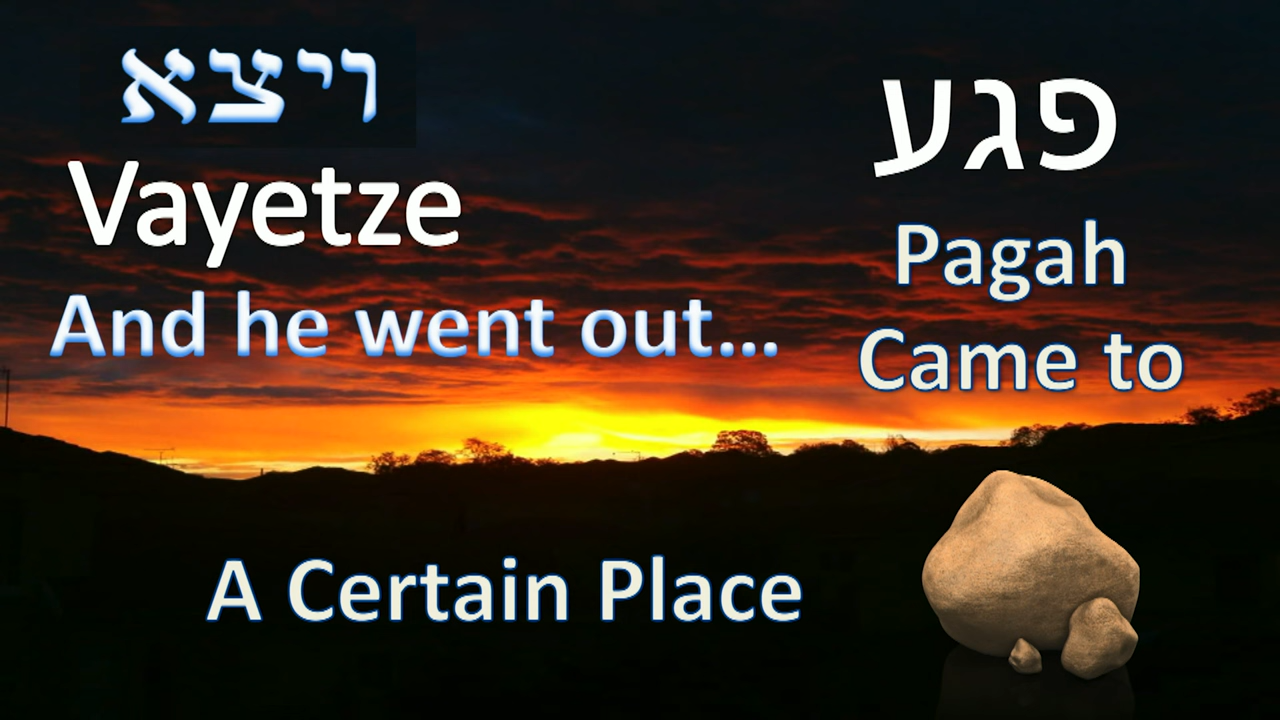 ויצא
Vayetze
And he went out...
פגע
Pagah
Came to
A Certain Place